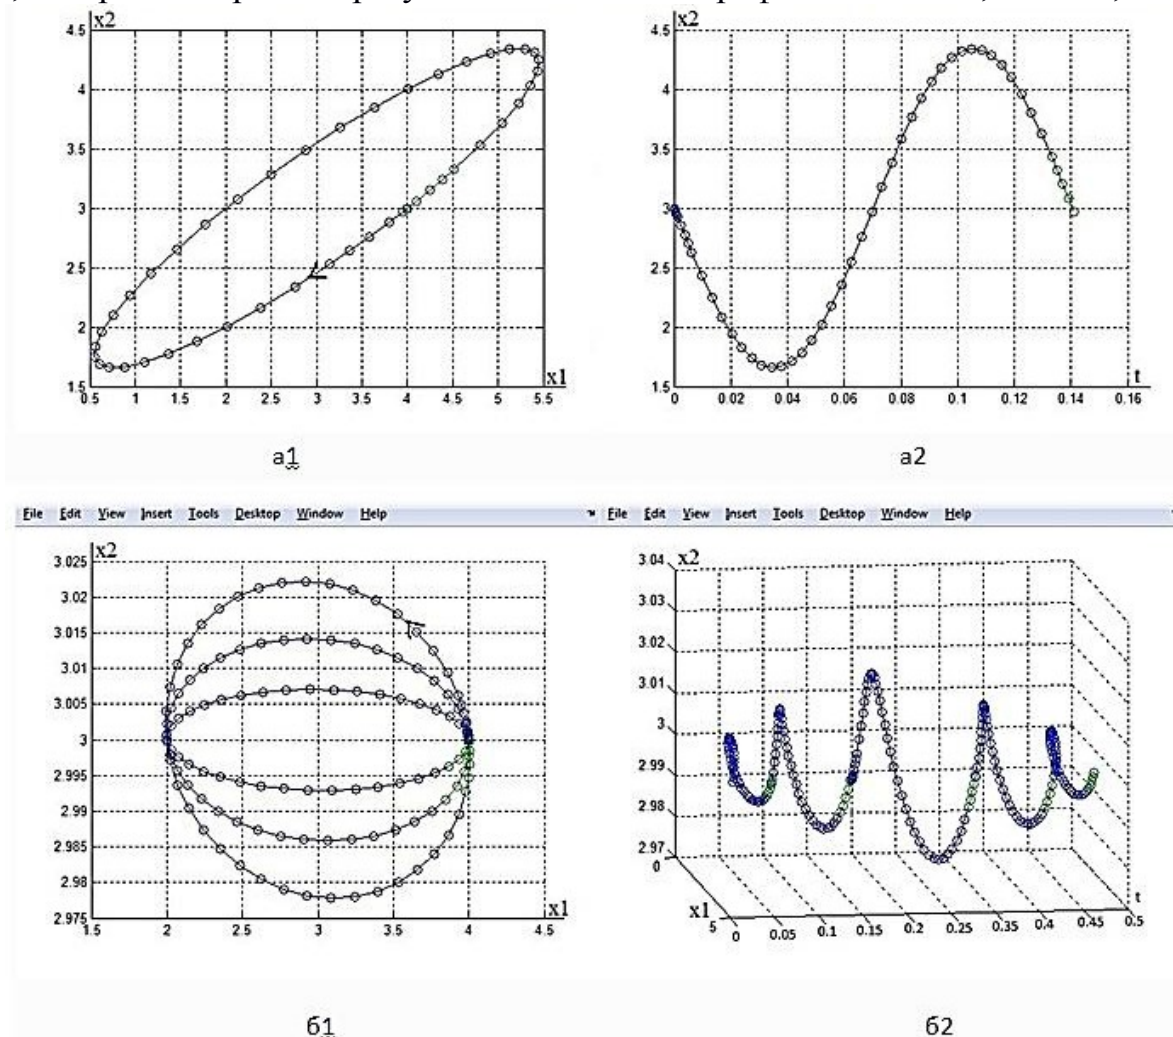 x2
4.5
4
3.5
3
2.5
2
1.5
0.5 1 1.5 2 2.5 3 3.5 4 4.5 5 5.5
x1
x2
4.5
4
3.5
3
2.5
2
1.5
0 0.02 0.04 0.06 0.08 0.1 0.12 0.14 0.16
t
а1
а2
File Edit View Insert Tools Desktop Window Help
File Edit View Insert Tools Desktop Window Help
x2
3.025
3.02
3.015
3.01
3.005
3
2.995
2.99
2.985
2.98
2.975
1.5 2 2.5 3 3.5 4 4.5
x1
x2
3.04
3.03
3.02
3.01
3
2.99
2.98
2.97
0
x1
5
0 0.05 0.1 0.15 0.2 0.25 0.3 0.35 0.4 0.45 0.5
t
б1
б2